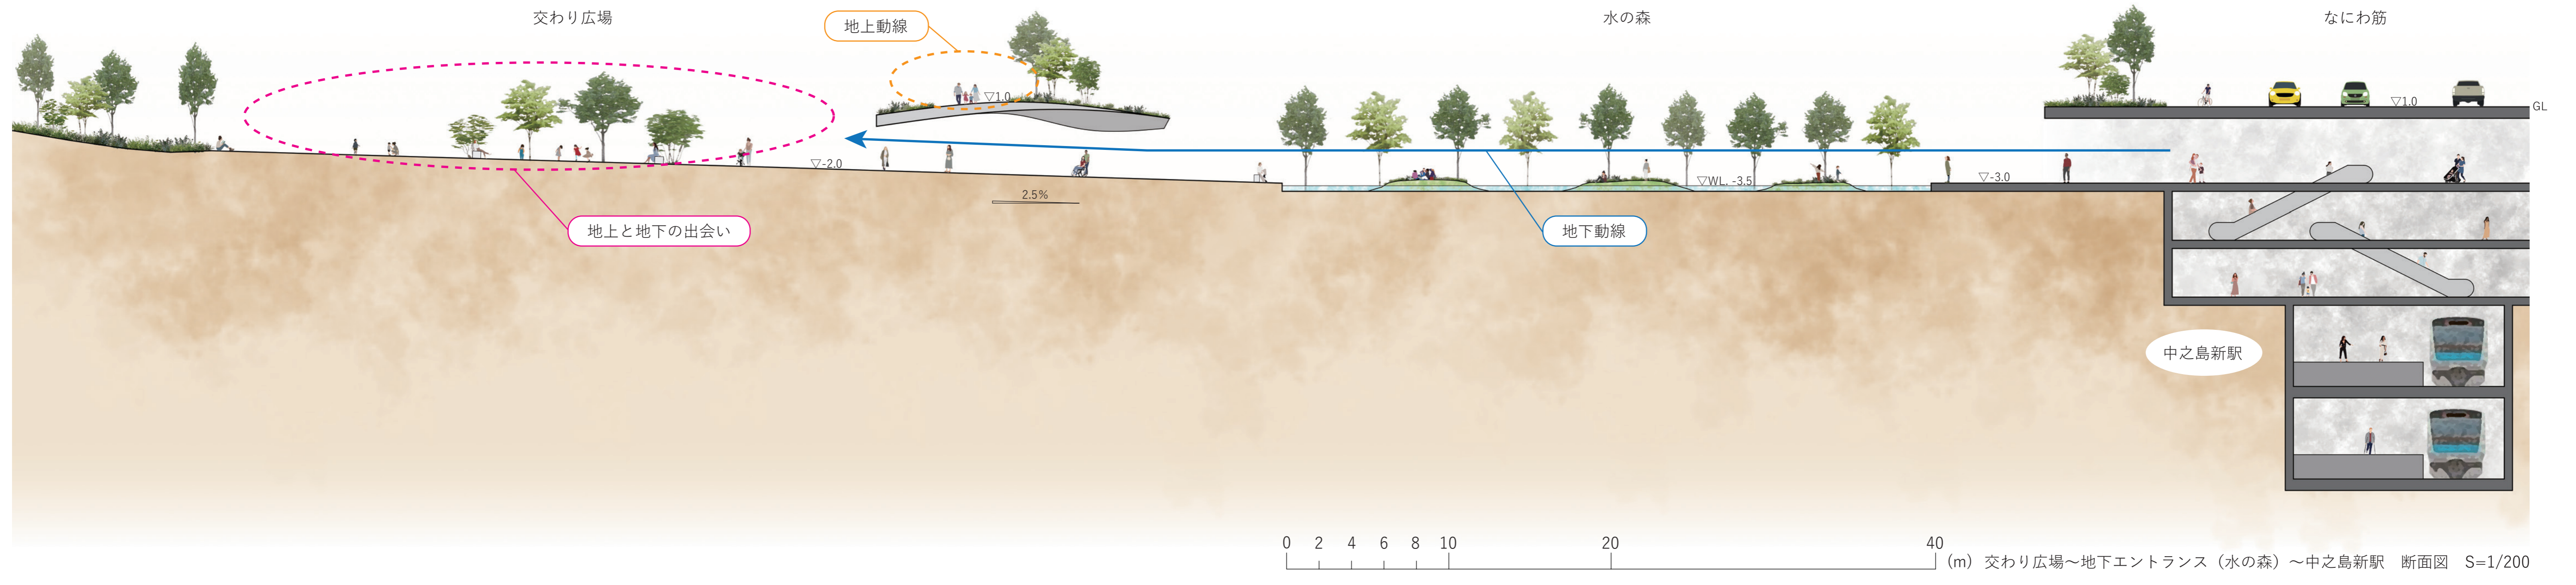 交わり広場
地上動線
水の森
なにわ筋
▽1.0
▽1.0
GL
▽-2.0
2.5%
▽WL. -3.5
▽-3.0
地上と地下の出会い
地下動線
中之島新駅
0 2 4 6 8 10 20 40
(m) 交わり広場〜地下エントランス（水の森）〜中之島新駅　断面図　S=1/200